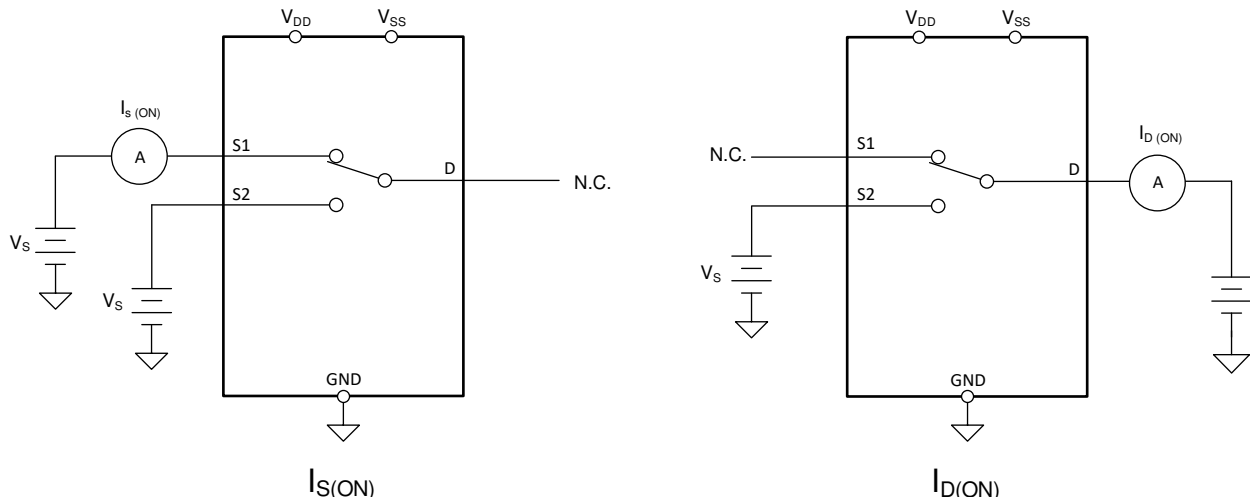 VDD
VSS
Is (ON)
A
S1
D
N.C.
S2
VS
VS
GND
IS(ON)
VDD
VSS
N.C.
S1
ID (ON)
D
A
S2
VS
GND
ID(ON)